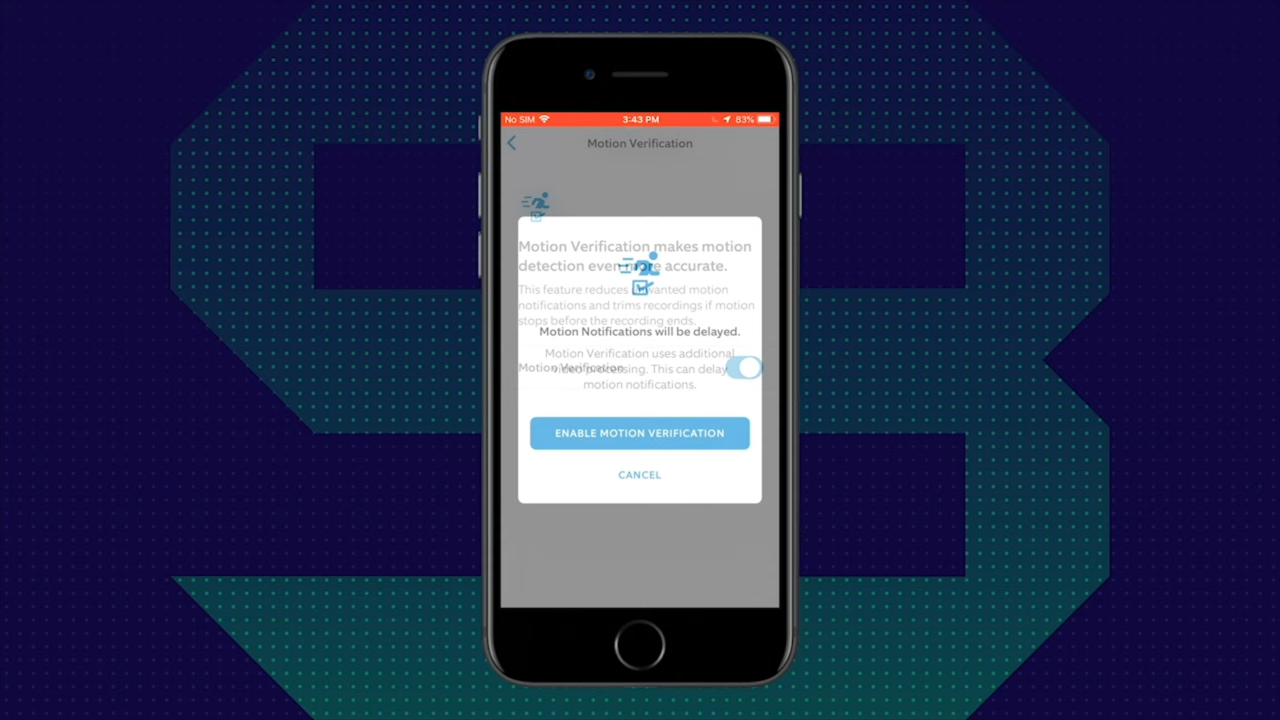 No SIM 3:43 PM 83%
Motion Verification
Motion Verification makes motion
detection even more accurate.
This feature reduces unwanted motion
notifications and trims recordings if motion
stops before the recording ends.
Motion Notifications will be delayed.
Motion Verification
Motion Verification uses additional
video processing. This can delay
motion notifications.
ENABLE MOTION VERIFICATION
CANCEL